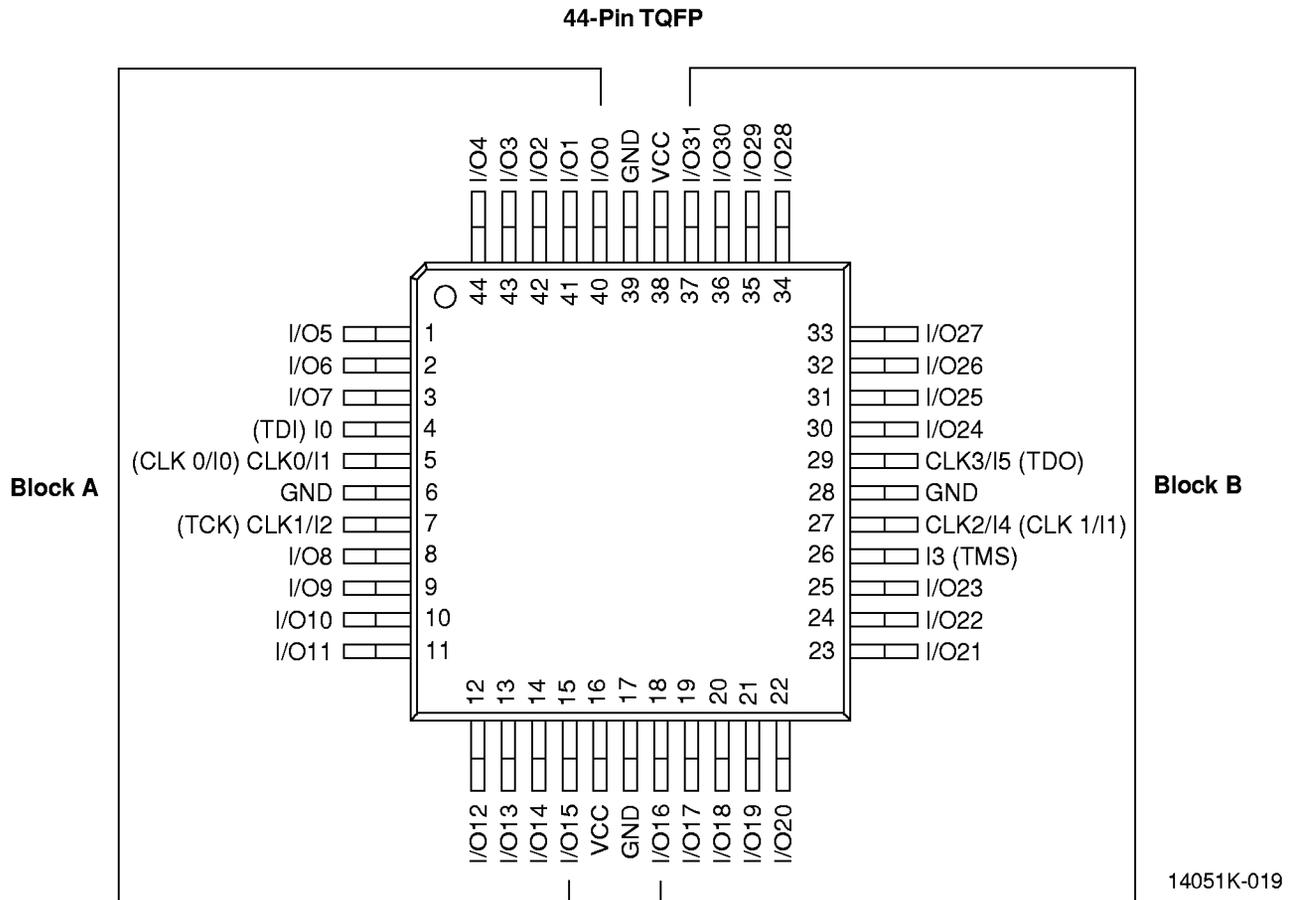 44-Pin TQFP
I/O4
I/O3
I/O2
I/O1
I/O0
GND
VCC
I/O31
I/O30
I/O29
I/O28
44
43
42
41
40
39
38
37
36
35
34
I/O5 1
I/O6 2
I/O7 3
(TDI) I0 4
(CLK 0/I0) CLK0/I1 5
GND 6
(TCK) CLK1/I2 7
I/O8 8
I/O9 9
I/O10 10
I/O11 11
Block A
33 I/O27
32 I/O26
31 I/O25
30 I/O24
29 CLK3/I5 (TDO)
28 GND
27 CLK2/I4 (CLK 1/I1)
26 I3 (TMS)
25 I/O23
24 I/O22
23 I/O21
Block B
12
13
14
15
16
17
18
19
20
21
22
I/O12
I/O13
I/O14
I/O15
VCC
GND
I/O16
I/O17
I/O18
I/O19
I/O20
14051K-019